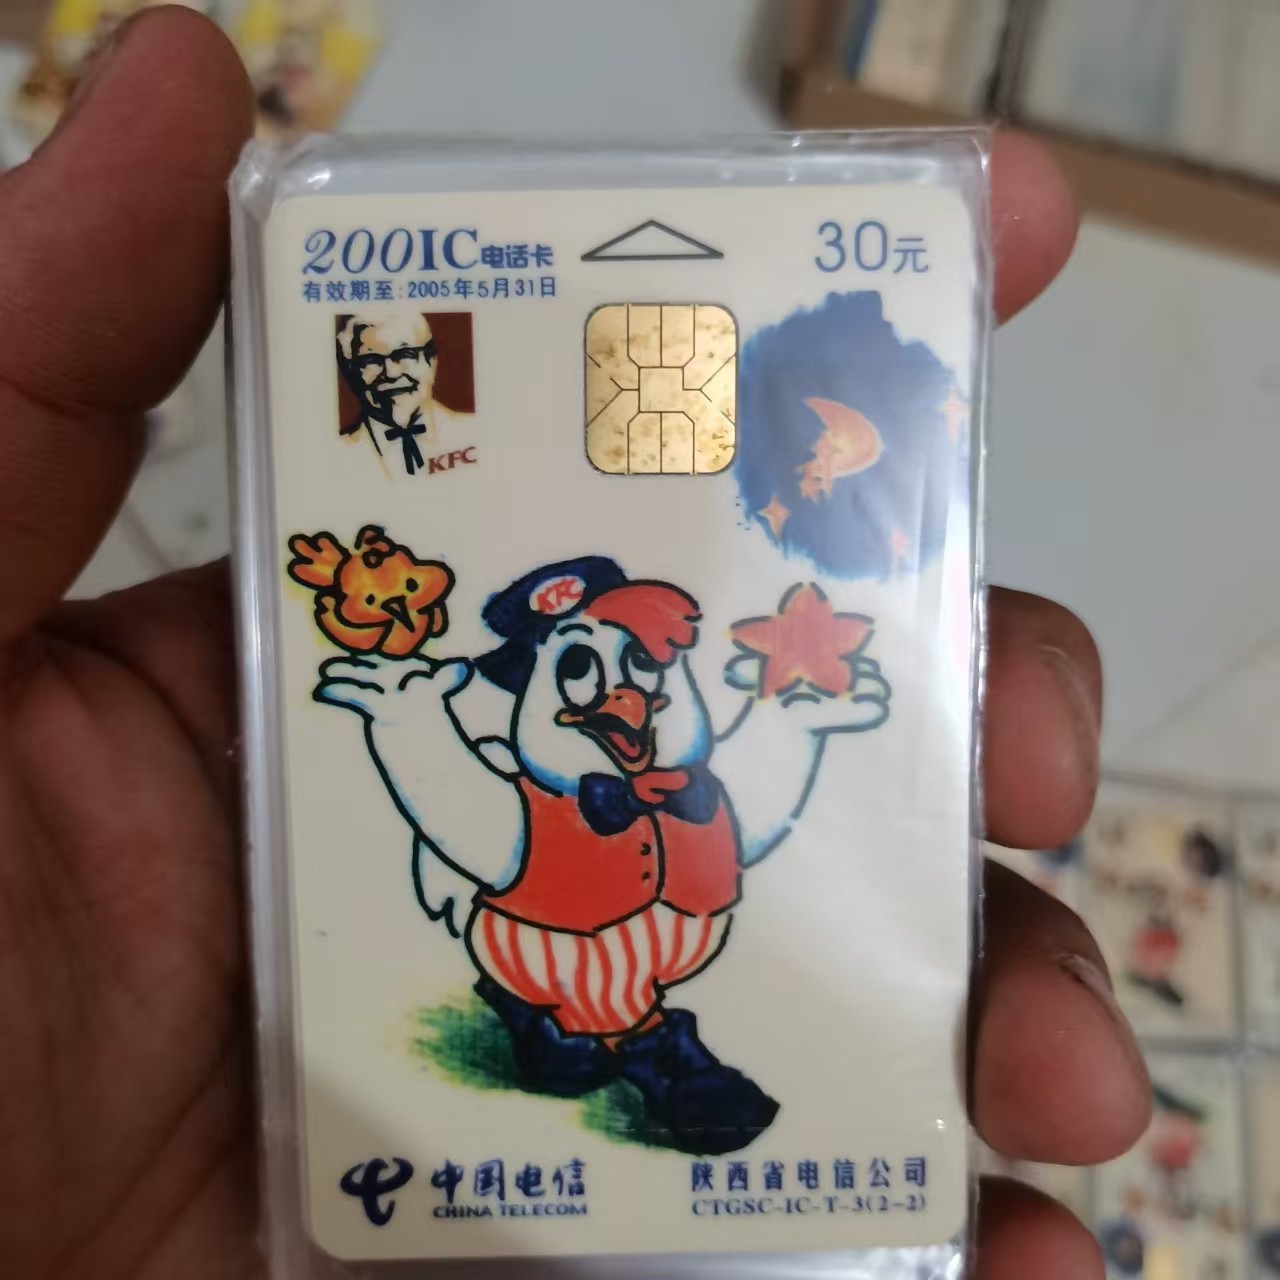 200IC电话卡
30元
有效期至:2005年5月31日
KFC
KFC
中国电信
CHINA TELECOM
陕西省电信公司
CTGSC-IC-T-3(2-2)